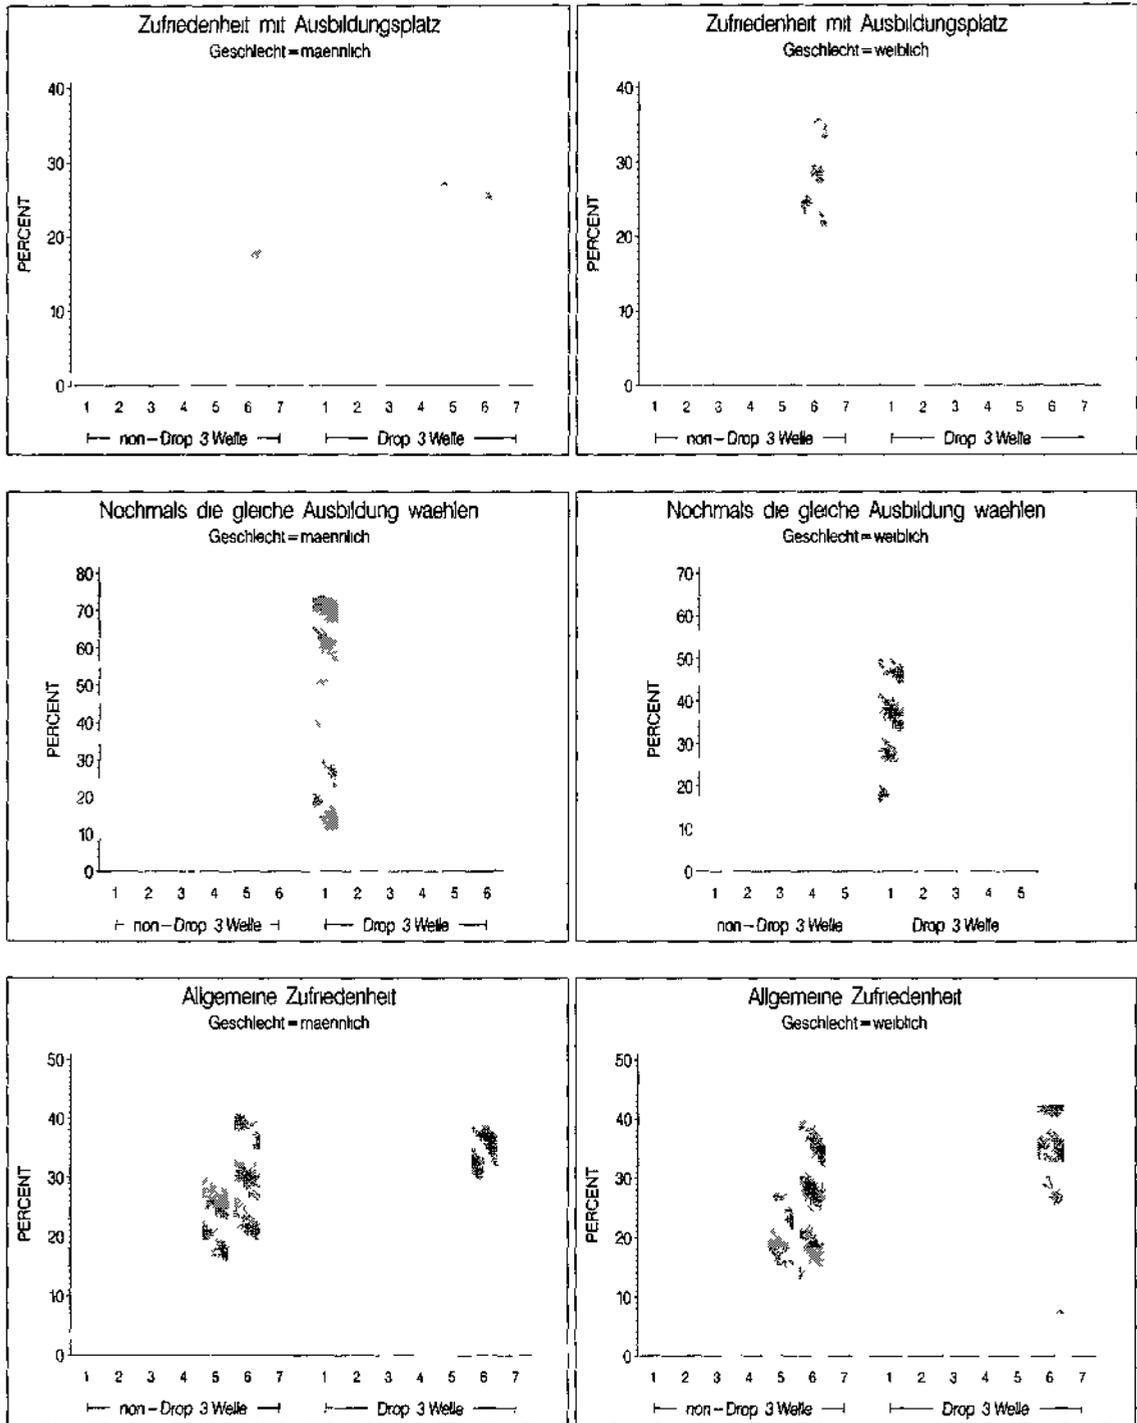 Zufriedenheit mit Ausbildungsplatz
Geschlecht=maennlich
40
30
20
10
0
PERCENT
1 2 3 4 5 6 7 1 2 3 4 5 6 7
non-Drop 3 Welle Drop 3 Welle
Zufriedenheit mit Ausbildungsplatz
Geschlecht=weiblich
40
30
20
10
0
PERCENT
1 2 3 4 5 6 7 1 2 3 4 5 6 7
non-Drop 3 Welle Drop 3 Welle
Nochmals die gleiche Ausbildung waehlen
Geschlecht=maennlich
80
70
60
50
40
30
20
10
0
PERCENT
1 2 3 4 5 6 1 2 3 4 5 6
non-Drop 3 Welle Drop 3 Welle
Nochmals die gleiche Ausbildung waehlen
Geschlecht=weiblich
70
60
50
40
30
20
10
0
PERCENT
1 2 3 4 5 1 2 3 4 5
non-Drop 3 Welle Drop 3 Welle
Allgemeine Zufriedenheit
Geschlecht=maennlich
50
40
30
20
10
0
PERCENT
1 2 3 4 5 6 7 1 2 3 4 5 6 7
non-Drop 3 Welle Drop 3 Welle
Allgemeine Zufriedenheit
Geschlecht=weiblich
50
40
30
20
10
0
PERCENT
1 2 3 4 5 6 7 1 2 3 4 5 6 7
non-Drop 3 Welle Drop 3 Welle